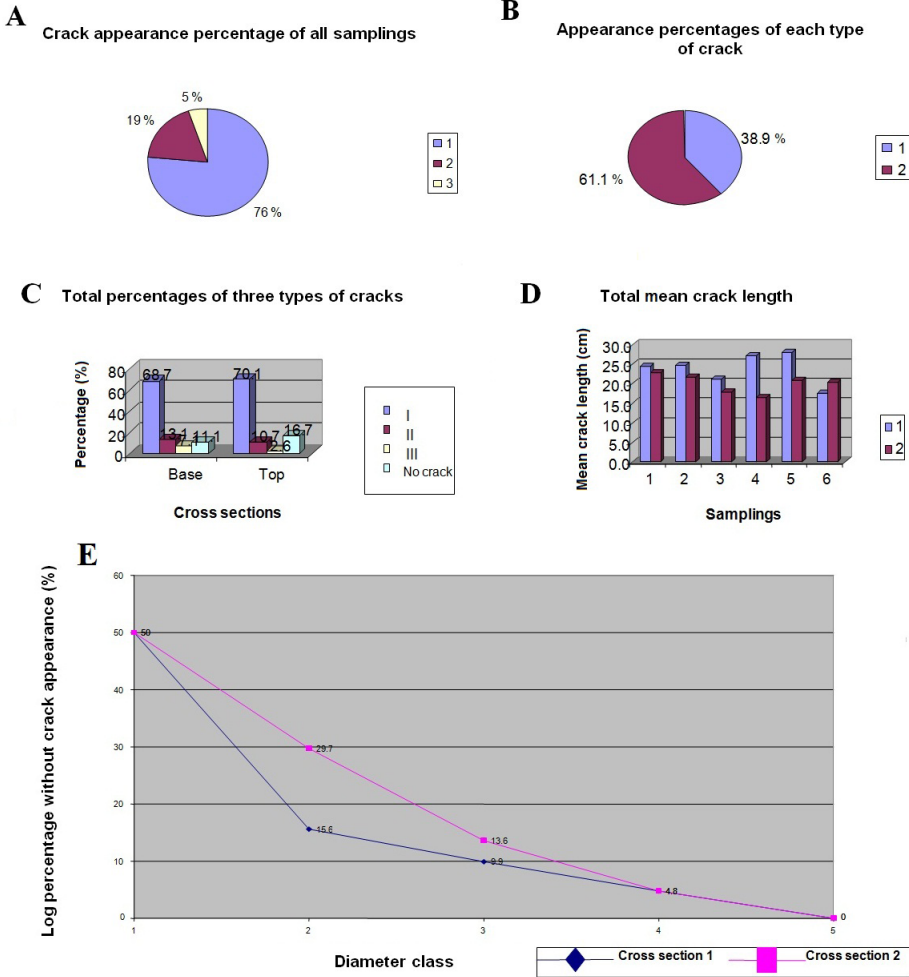 A
Crack appearance percentage of all samplings
5 %
19 %
76 %
1
2
3
B
Appearance percentages of each type
of crack
38.9 %
61.1 %
1
2
C
Total percentages of three types of cracks
Percentage (%)
80
60
40
20
0
68.7
13.1
11.1
70.1
10.7
2.6
16.7
Base
Top
Cross sections
I
II
III
No crack
D
Total mean crack length
Mean crack length (cm)
30.0
25.0
20.0
15.0
10.0
5.0
0.0
1
2
3
4
5
6
Samplings
1
2
E
Log percentage without crack appearance (%)
60
50
40
30
20
10
0
50
29.7
15.6
13.6
9.9
4.8
0
1
2
3
4
5
Diameter class
Cross section 1
Cross section 2